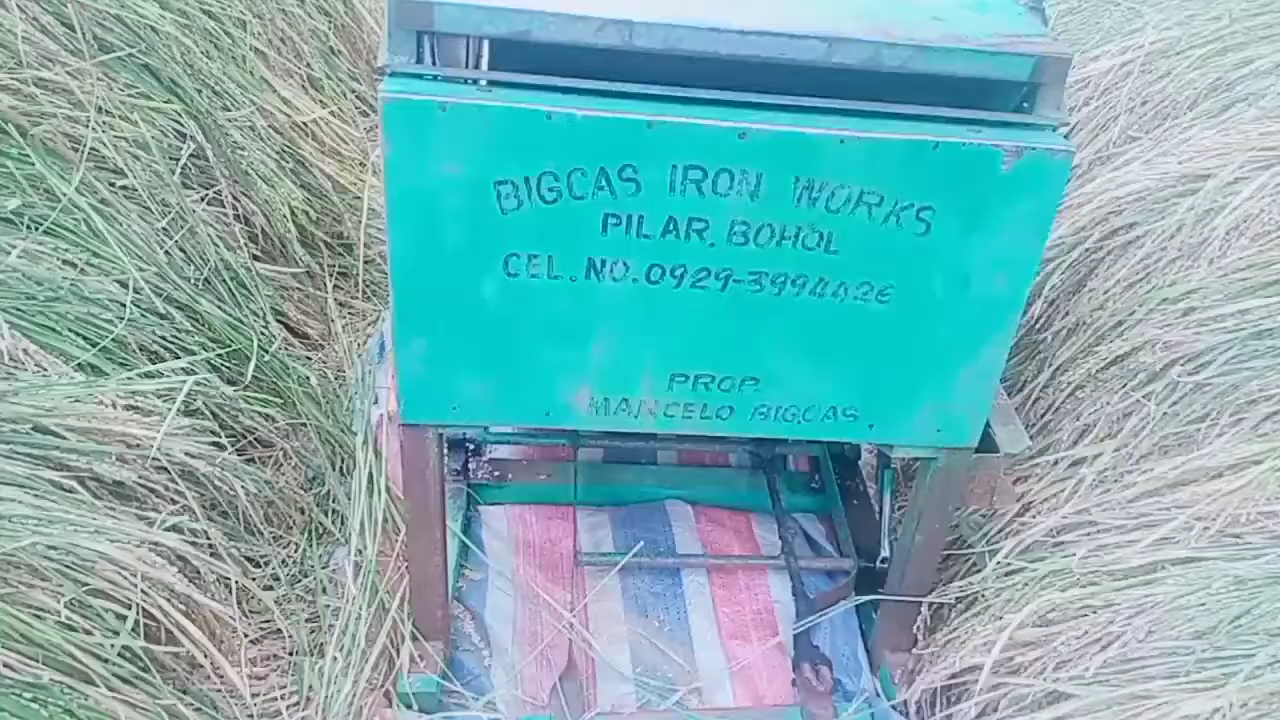 BIGCAS IRON WORKS
PILAR, BOHOL
CEL. NO. 0929-3994426
PROP.
MANCELO BIGCAS